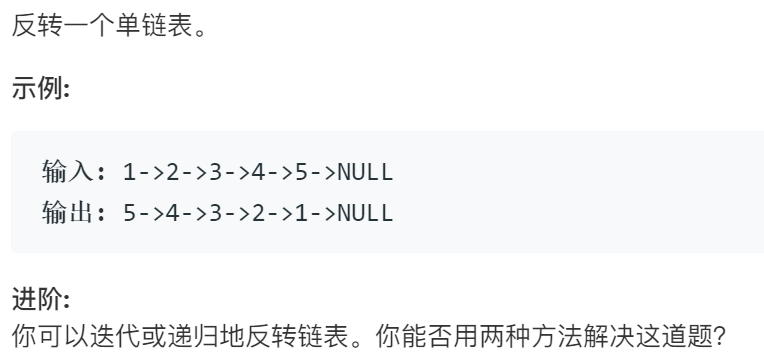 反转一个单链表。
示例:
输入: 1->2->3->4->5->NULL
输出: 5->4->3->2->1->NULL
进阶:
你可以迭代或递归地反转链表。你能否用两种方法解决这道题？